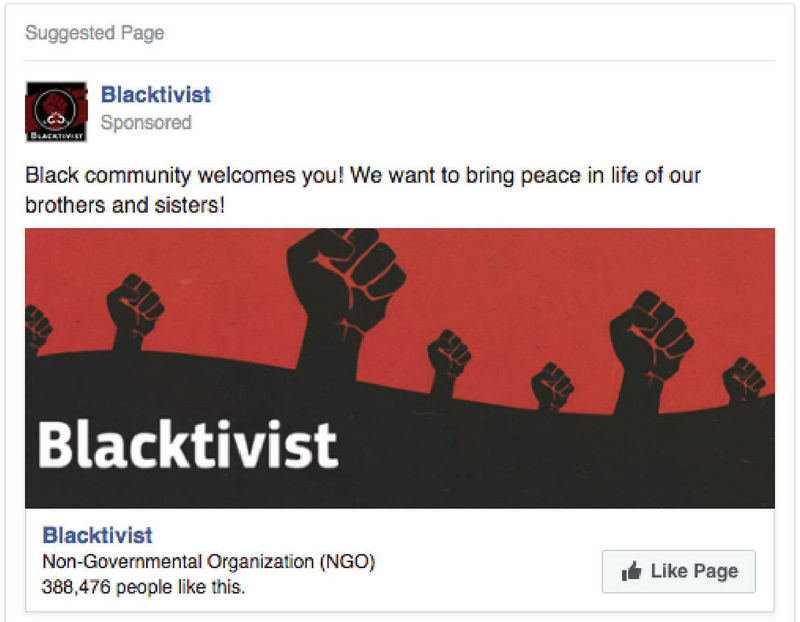 Suggested Page
Blacktivist
Sponsored
BLACKTIVIST
Black community welcomes you! We want to bring peace in life of our
brothers and sisters!
Blacktivist
Blacktivist
Non-Governmental Organization (NGO)
388,476 people like this.
Like Page